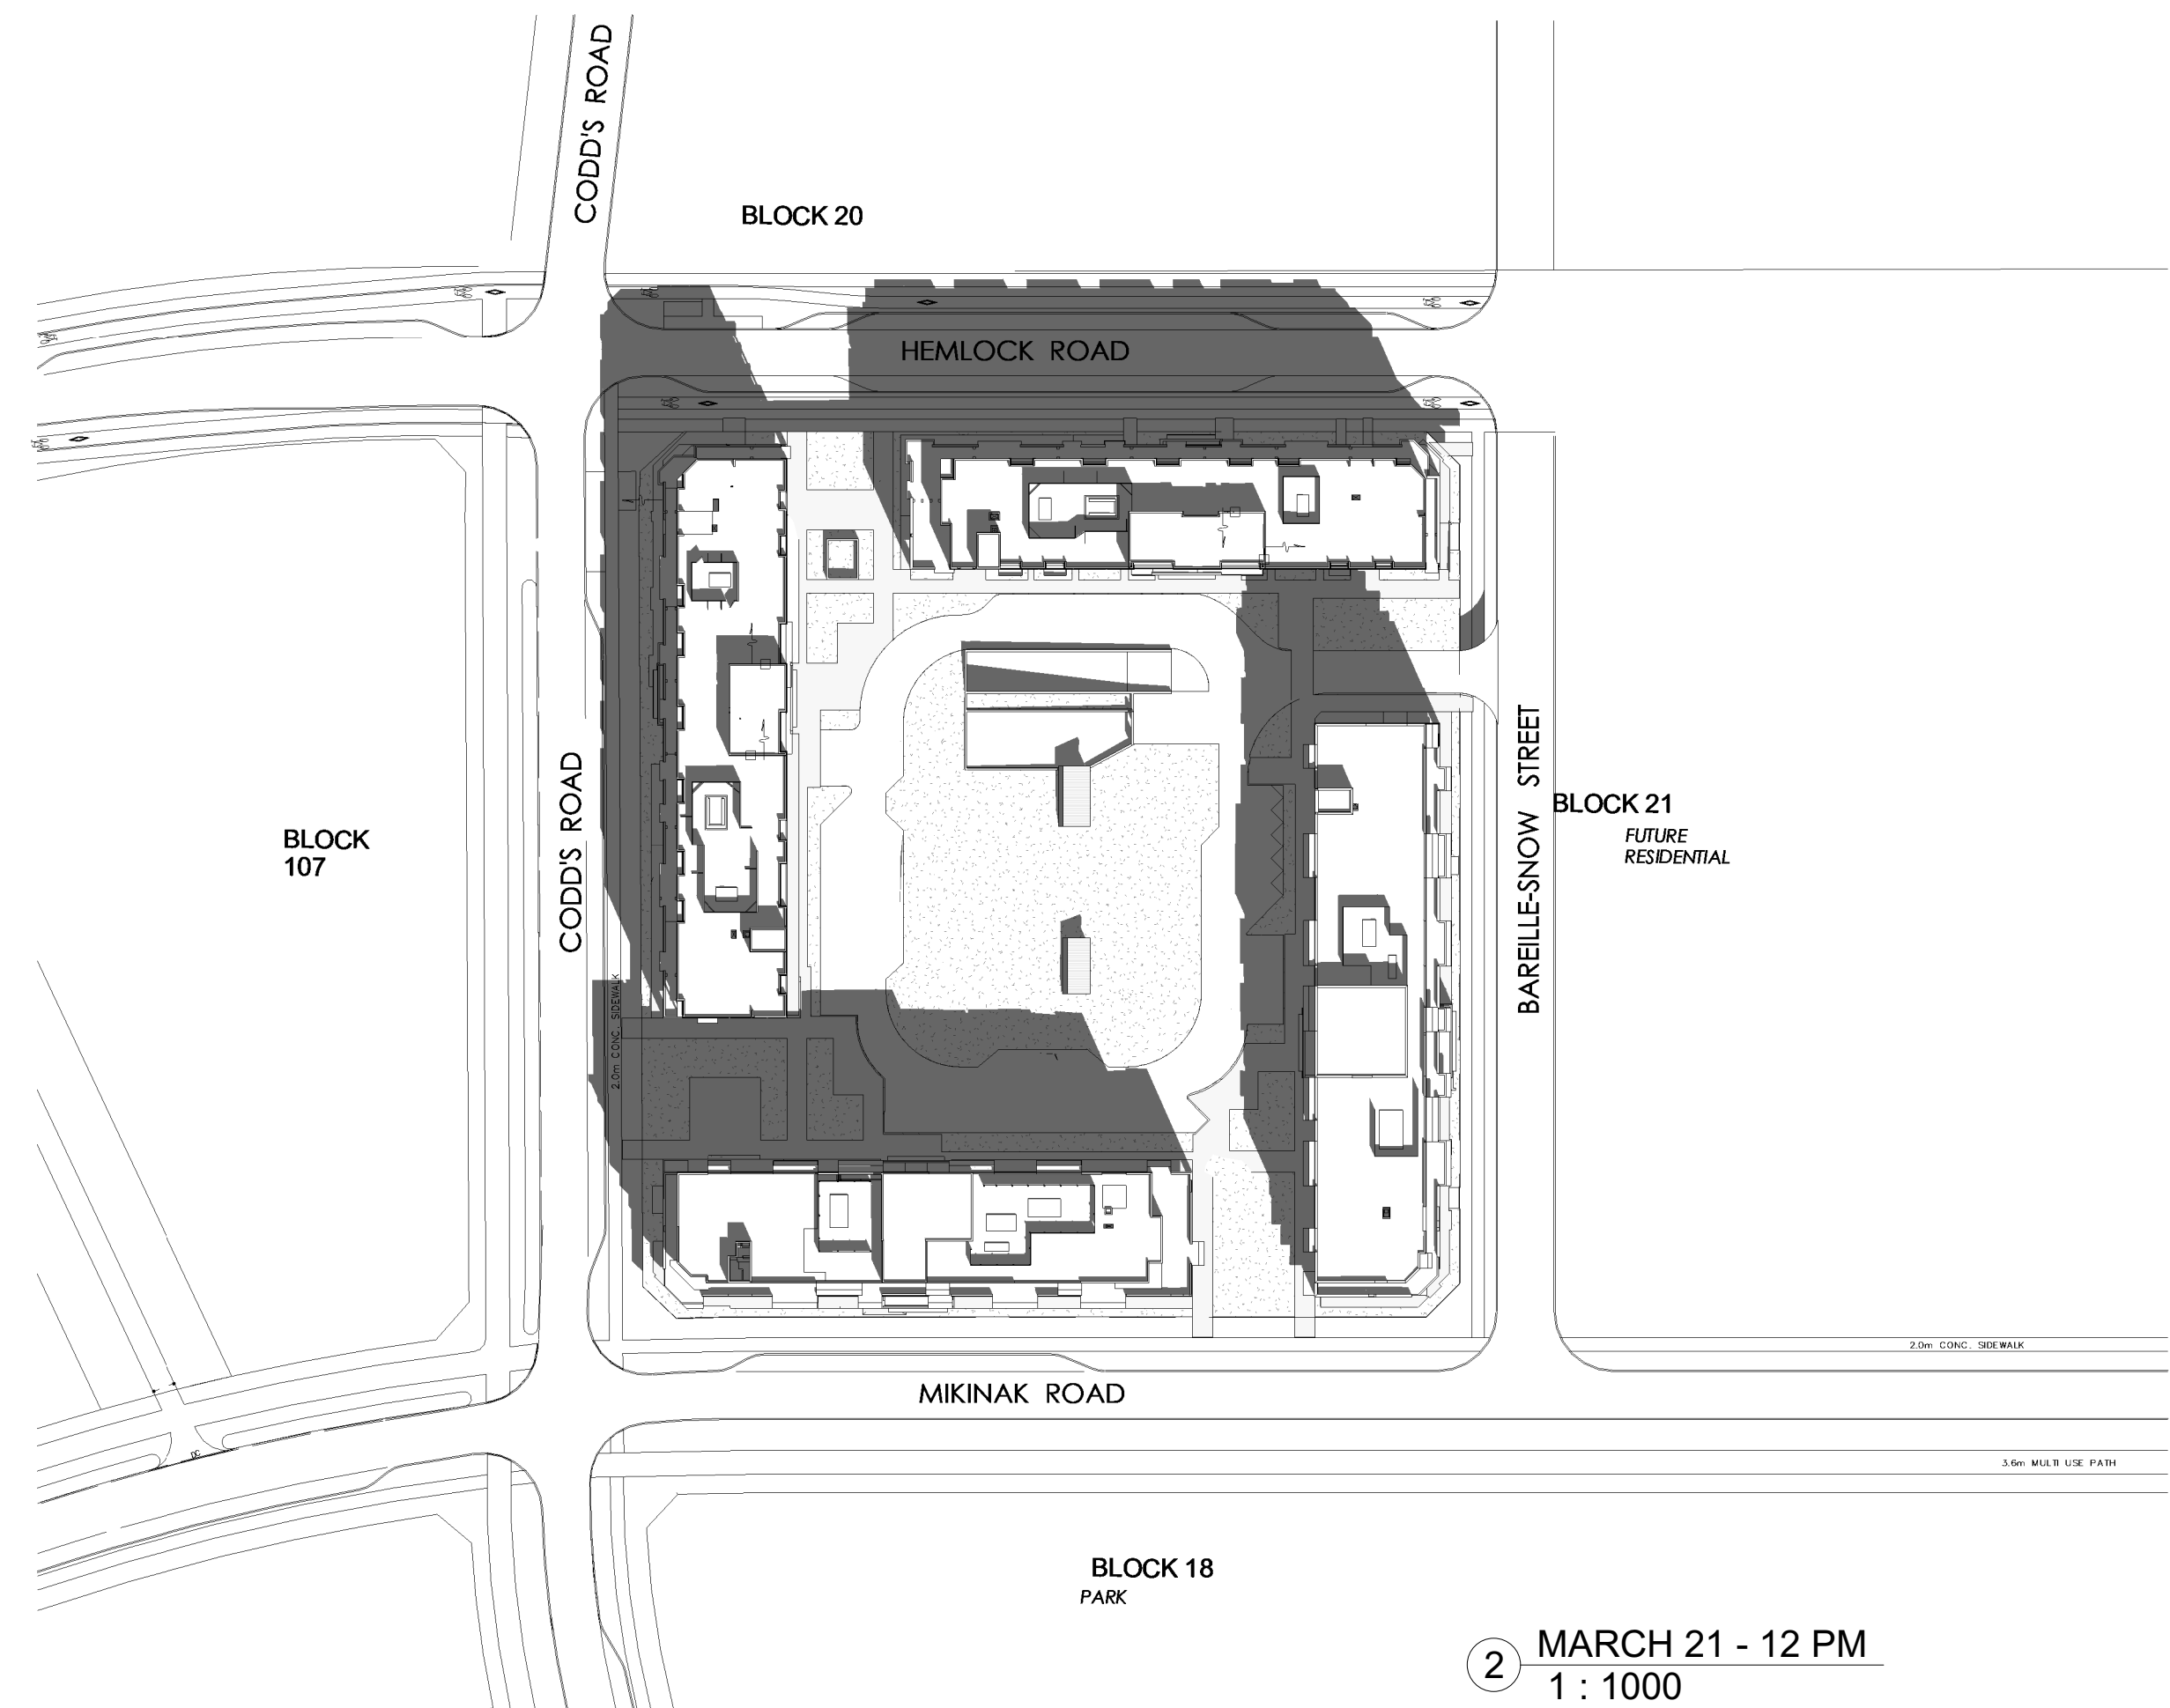 CODD'S ROAD
BLOCK 20
HEMLOCK ROAD
CODD'S ROAD
BLOCK
107
BAREILLE-SNOW STREET
BLOCK 21
FUTURE
RESIDENTIAL
2.0m CONC. SIDEWALK
2.0m CONC. SIDEWALK
MIKINAK ROAD
DC
3.6m MULTI USE PATH
BLOCK 18
PARK
2
MARCH 21 - 12 PM
1 : 1000